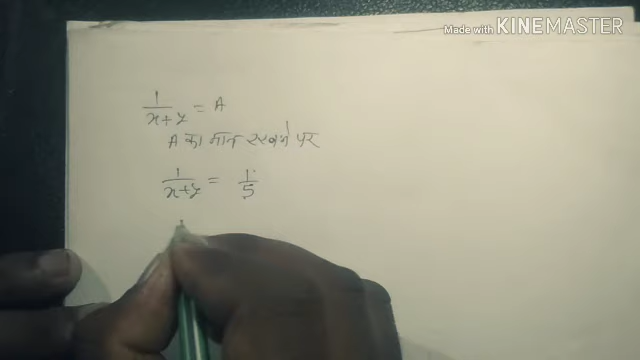 Made with KINEMASTER
1/(x+y) = A
A का मान रखने पर
1/(x+y) = 1/5